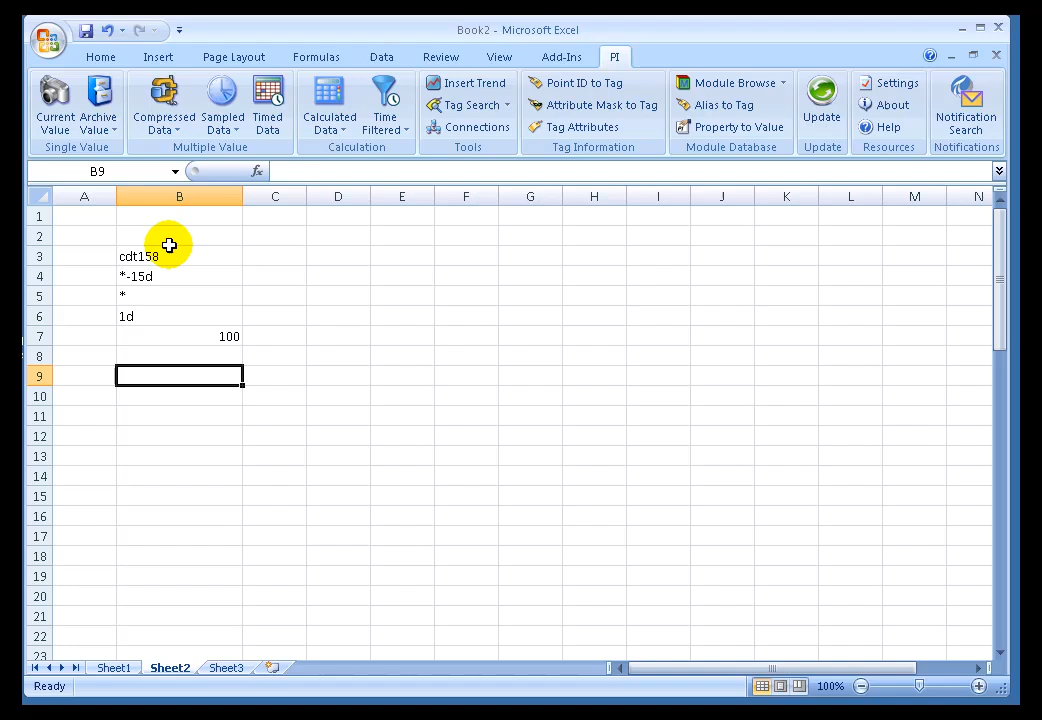 Book2 - Microsoft Excel
Home Insert Page Layout Formulas Data Review View Add-Ins PI
Current Value
Archive Value
Single Value
Compressed Data
Sampled Data
Timed Data
Multiple Value
Calculated Data
Time Filtered
Calculation
Insert Trend
Tag Search
Connections
Tools
Point ID to Tag
Attribute Mask to Tag
Tag Attributes
Tag Information
Module Browse
Alias to Tag
Property to Value
Module Database
Update
Update
Settings
About
Help
Resources
Notification Search
Notifications
B9 fx
A B C D E F G H I J K L M N
1
2
3 cdt158
4 *-15d
5 *
6 1d
7 100
8
9
10
11
12
13
14
15
16
17
18
19
20
21
22
23
Sheet1 Sheet2 Sheet3
Ready 100%